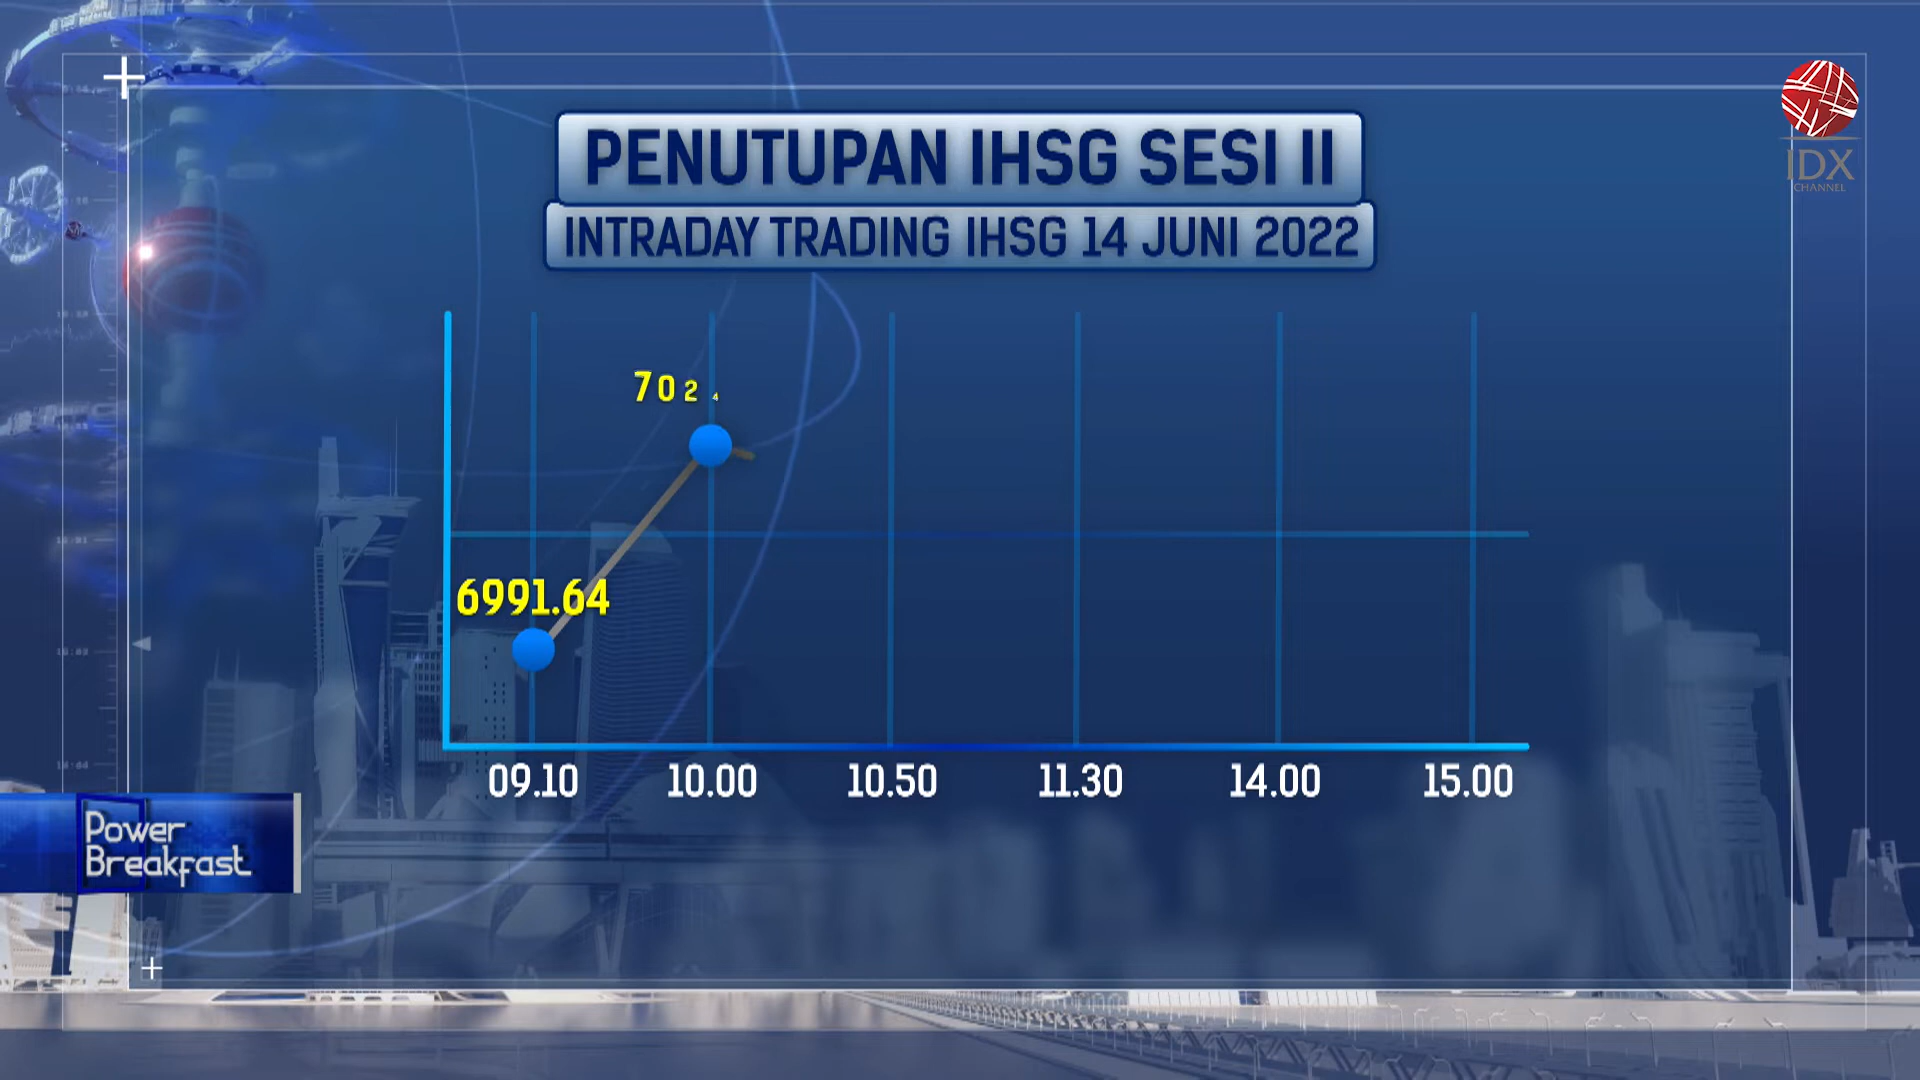 PENUTUPAN IHSG SESI II
INTRADAY TRADING IHSG 14 JUNI 2022
IDX
CHANNEL
7024
6991.64
09.10 10.00 10.50 11.30 14.00 15.00
Power
Breakfast